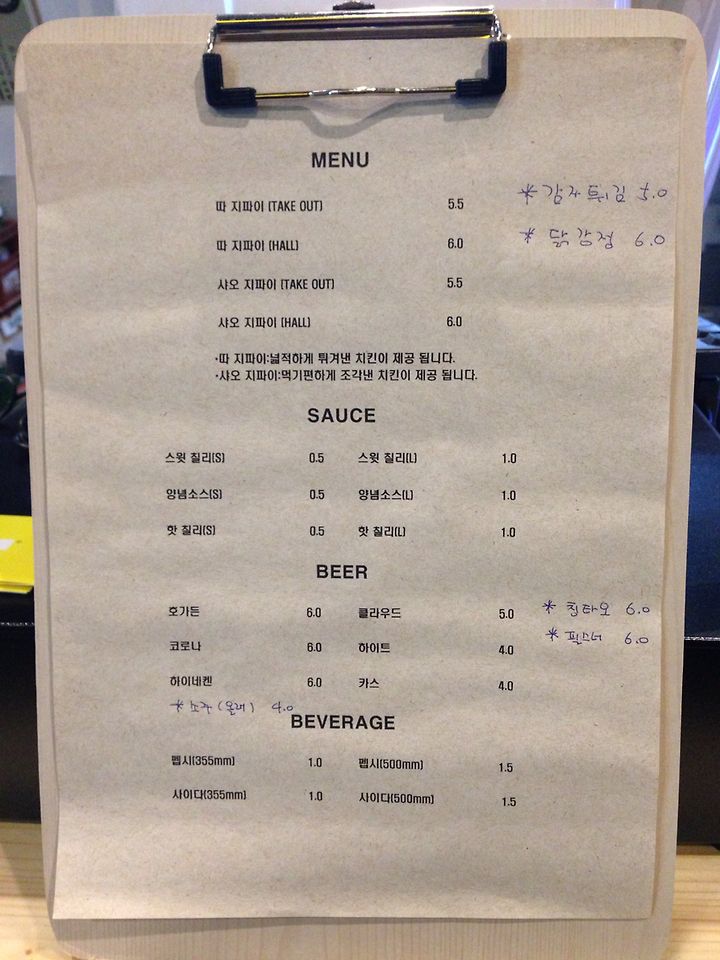 MENU
따 지파이 [TAKE OUT] 5.5 * 감자튀김 5.0
따 지파이 [HALL] 6.0 * 닭강정 6.0
샤오 지파이 [TAKE OUT] 5.5
샤오 지파이 [HALL] 6.0
·따 지파이:넓적하게 튀겨낸 치킨이 제공 됩니다.
·샤오 지파이:먹기편하게 조각낸 치킨이 제공 됩니다.
SAUCE
스윗 칠리[S] 0.5 스윗 칠리[L] 1.0
양념소스[S] 0.5 양념소스[L] 1.0
핫 칠리[S] 0.5 핫 칠리[L] 1.0
BEER
호가든 6.0 클라우드 5.0 * 칭타오 6.0
코로나 6.0 하이트 4.0 * 필스너 6.0
하이네켄 6.0 카스 4.0
* 소주 (올레) 4.0
BEVERAGE
펩시[355mm] 1.0 펩시[500mm] 1.5
사이다[355mm] 1.0 사이다[500mm] 1.5